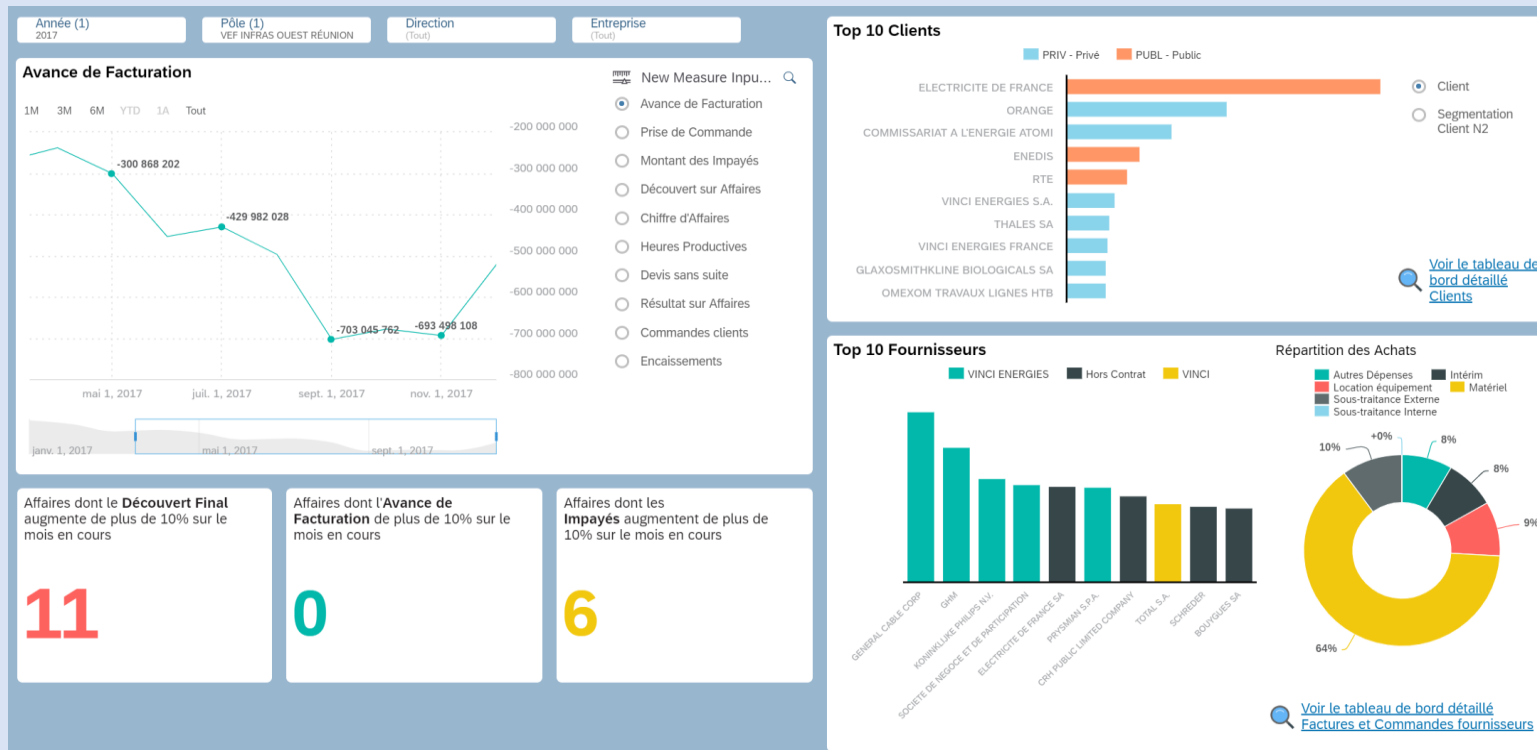 Année (1)
2017
Pôle (1)
VEF INFRAS OUEST RÉUNION
Direction
(Tout)
Entreprise
(Tout)
Avance de Facturation
1M 3M 6M YTD 1A Tout
-200 000 000
-300 000 000
-400 000 000
-500 000 000
-600 000 000
-700 000 000
-800 000 000
-300 868 202
-429 982 028
-703 045 762
-693 498 108
mai 1, 2017
juil. 1, 2017
sept. 1, 2017
nov. 1, 2017
janv. 1, 2017
mai 1, 2017
sept. 1, 2017
New Measure Inpu...
Avance de Facturation
Prise de Commande
Montant des Impayés
Découvert sur Affaires
Chiffre d'Affaires
Heures Productives
Devis sans suite
Résultat sur Affaires
Commandes clients
Encaissements
Affaires dont le Découvert Final
augmente de plus de 10% sur le
mois en cours
11
Affaires dont l'Avance de
Facturation de plus de 10% sur le
mois en cours
0
Affaires dont les
Impayés augmentent de plus de
10% sur le mois en cours
6
Top 10 Clients
PRIV - Privé
PUBL - Public
ELECTRICITE DE FRANCE
ORANGE
COMMISSARIAT A L'ENERGIE ATOMI
ENEDIS
RTE
VINCI ENERGIES S.A.
THALES SA
VINCI ENERGIES FRANCE
GLAXOSMITHKLINE BIOLOGICALS SA
OMEXOM TRAVAUX LIGNES HTB
Client
Segmentation
Client N2
Voir le tableau de
bord détaillé
Clients
Top 10 Fournisseurs
VINCI ENERGIES
Hors Contrat
VINCI
GENERAL CABLE CORP
GHM
KONINKLIJKE PHILIPS N.V.
SOCIETE DE NEGOCE ET DE PARTICIPATION
ELECTRICITE DE FRANCE SA
PRYSMIAN S.P.A.
CRH PUBLIC LIMITED COMPANY
TOTAL S.A.
SCHREDER
BOUYGUES SA
Répartition des Achats
Autres Dépenses
Intérim
Location équipement
Matériel
Sous-traitance Externe
Sous-traitance Interne
+0%
8%
8%
9%
64%
10%
Voir le tableau de bord détaillé
Factures et Commandes fournisseurs